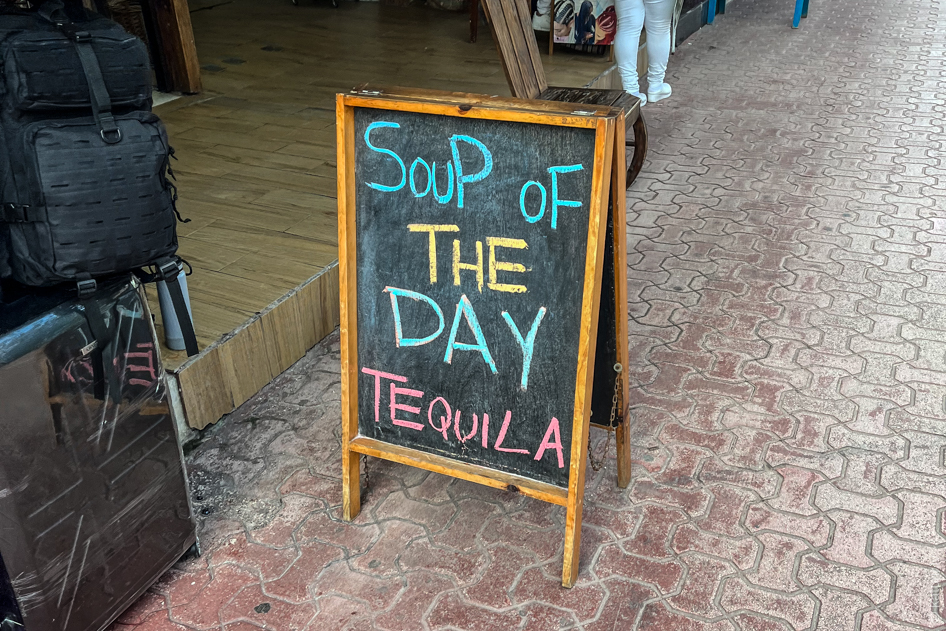 SOUP OF
THE
DAY
TEQUILA